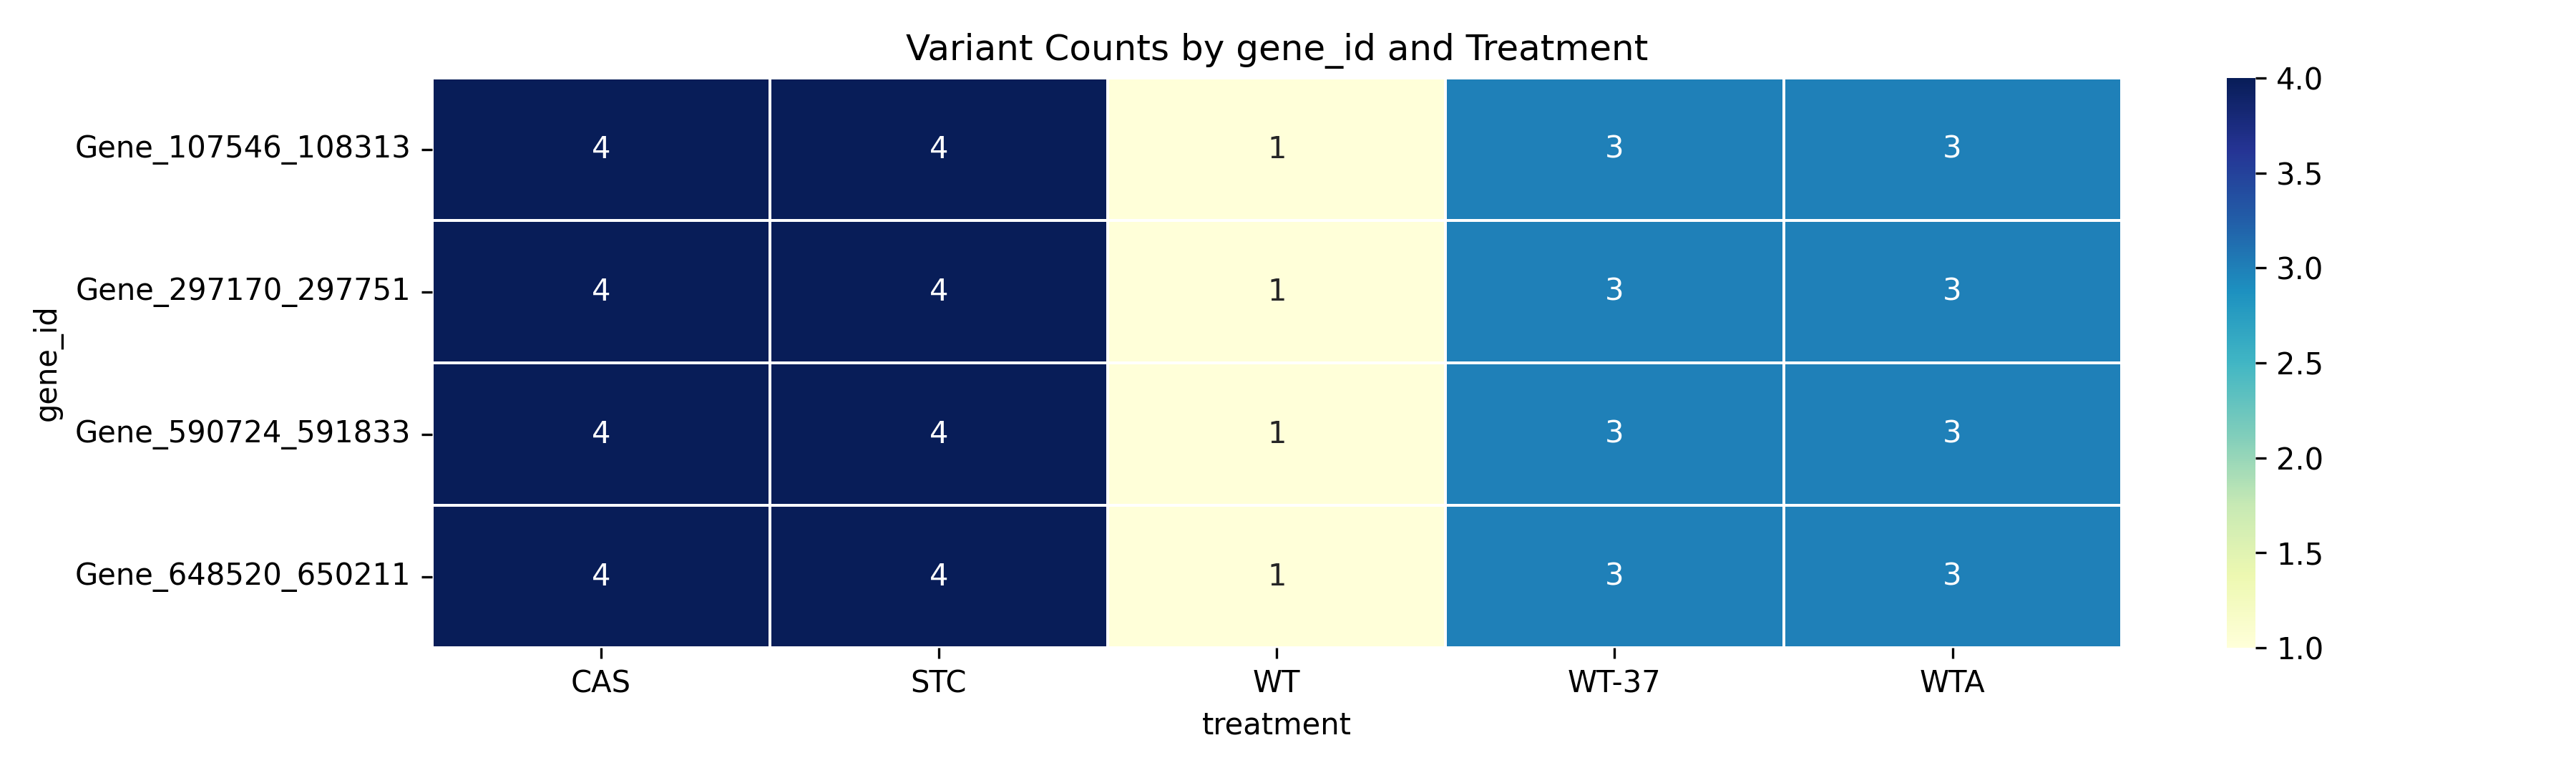 Variant Counts by gene_id and Treatment
gene_id
Gene_107546_108313 4 4 1 3 3
Gene_297170_297751 4 4 1 3 3
Gene_590724_591833 4 4 1 3 3
Gene_648520_650211 4 4 1 3 3
CAS STC WT WT-37 WTA
treatment
4.0
3.5
3.0
2.5
2.0
1.5
1.0